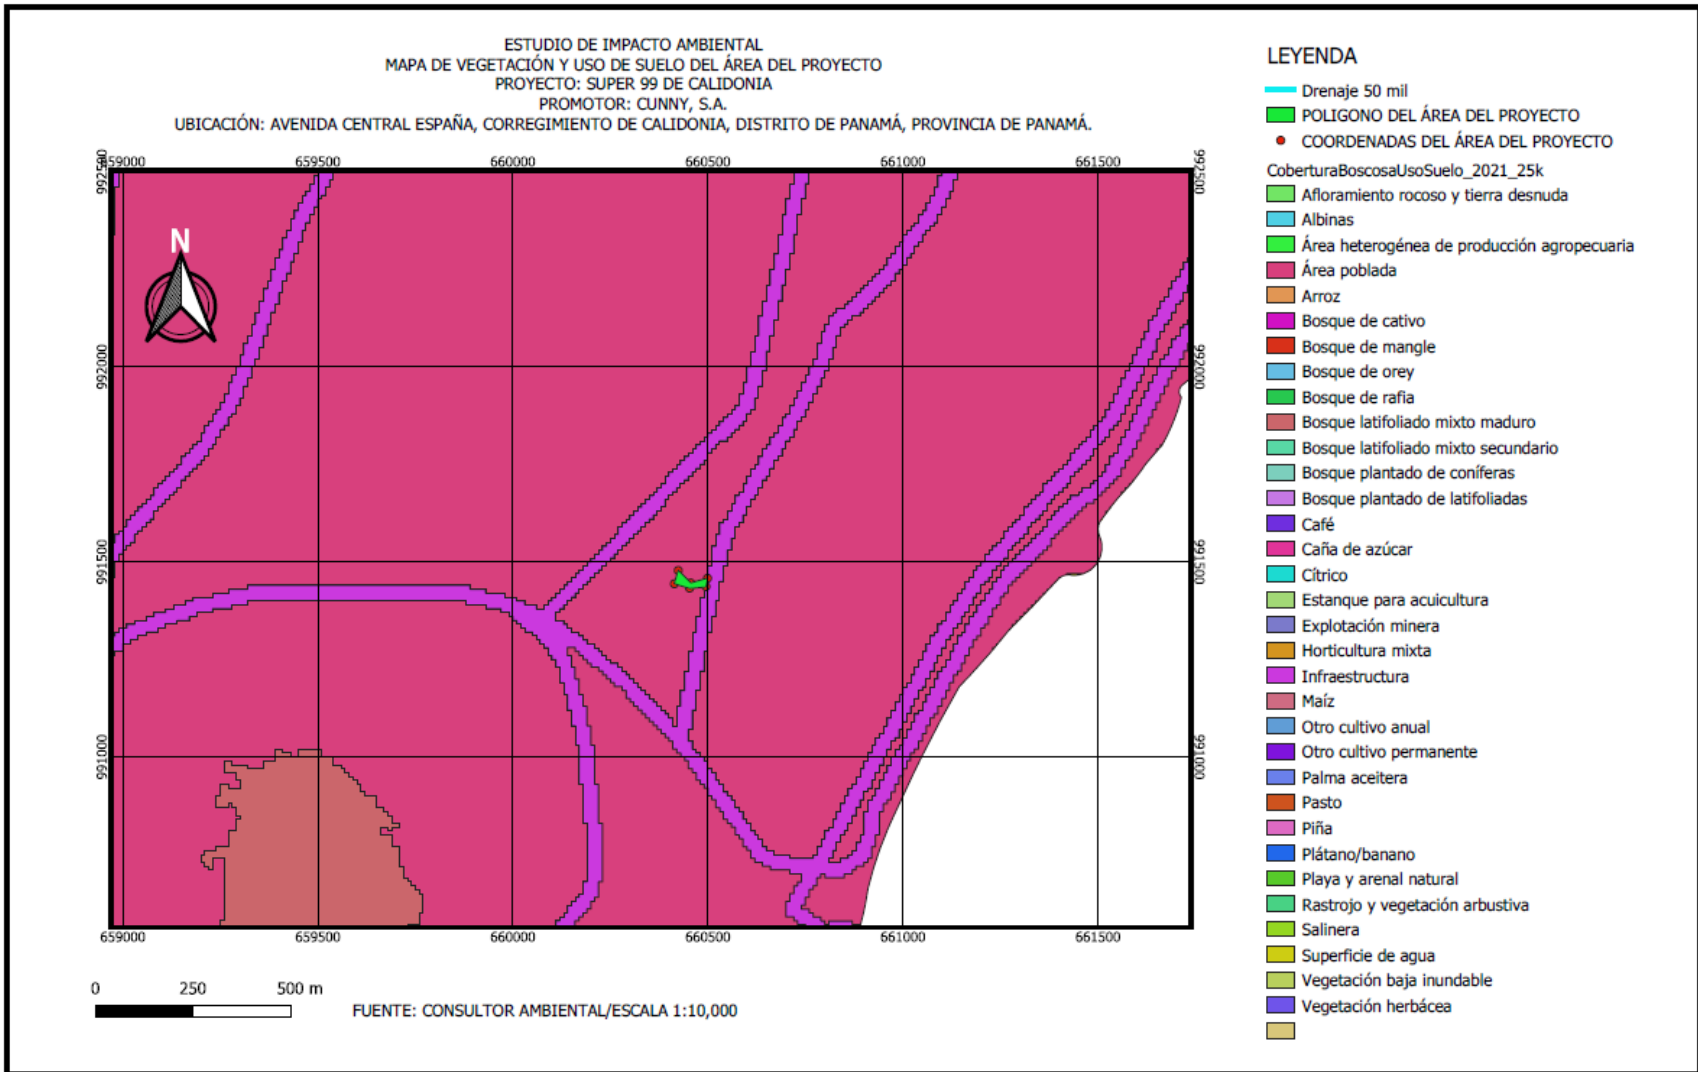 ESTUDIO DE IMPACTO AMBIENTAL
MAPA DE VEGETACIÓN Y USO DE SUELO DEL ÁREA DEL PROYECTO
PROYECTO: SUPER 99 DE CALIDONIA
PROMOTOR: CUNNY, S.A.
UBICACIÓN: AVENIDA CENTRAL ESPAÑA, CORREGIMIENTO DE CALIDONIA, DISTRITO DE PANAMÁ, PROVINCIA DE PANAMÁ.
659000 659500 660000 660500 661000 661500
992500 992500
N
992000 992000
991500 991500
991000 991000
659000 659500 660000 660500 661000 661500
0 250 500 m
FUENTE: CONSULTOR AMBIENTAL/ESCALA 1:10,000
LEYENDA
Drenaje 50 mil
POLIGONO DEL ÁREA DEL PROYECTO
COORDENADAS DEL ÁREA DEL PROYECTO
CoberturaBoscosaUsoSuelo_2021_25k
Afloramiento rocoso y tierra desnuda
Albinas
Área heterogénea de producción agropecuaria
Área poblada
Arroz
Bosque de cativo
Bosque de mangle
Bosque de orey
Bosque de rafia
Bosque latifoliado mixto maduro
Bosque latifoliado mixto secundario
Bosque plantado de coníferas
Bosque plantado de latifoliadas
Café
Caña de azúcar
Cítrico
Estanque para acuicultura
Explotación minera
Horticultura mixta
Infraestructura
Maíz
Otro cultivo anual
Otro cultivo permanente
Palma aceitera
Pasto
Piña
Plátano/banano
Playa y arenal natural
Rastrojo y vegetación arbustiva
Salinera
Superficie de agua
Vegetación baja inundable
Vegetación herbácea